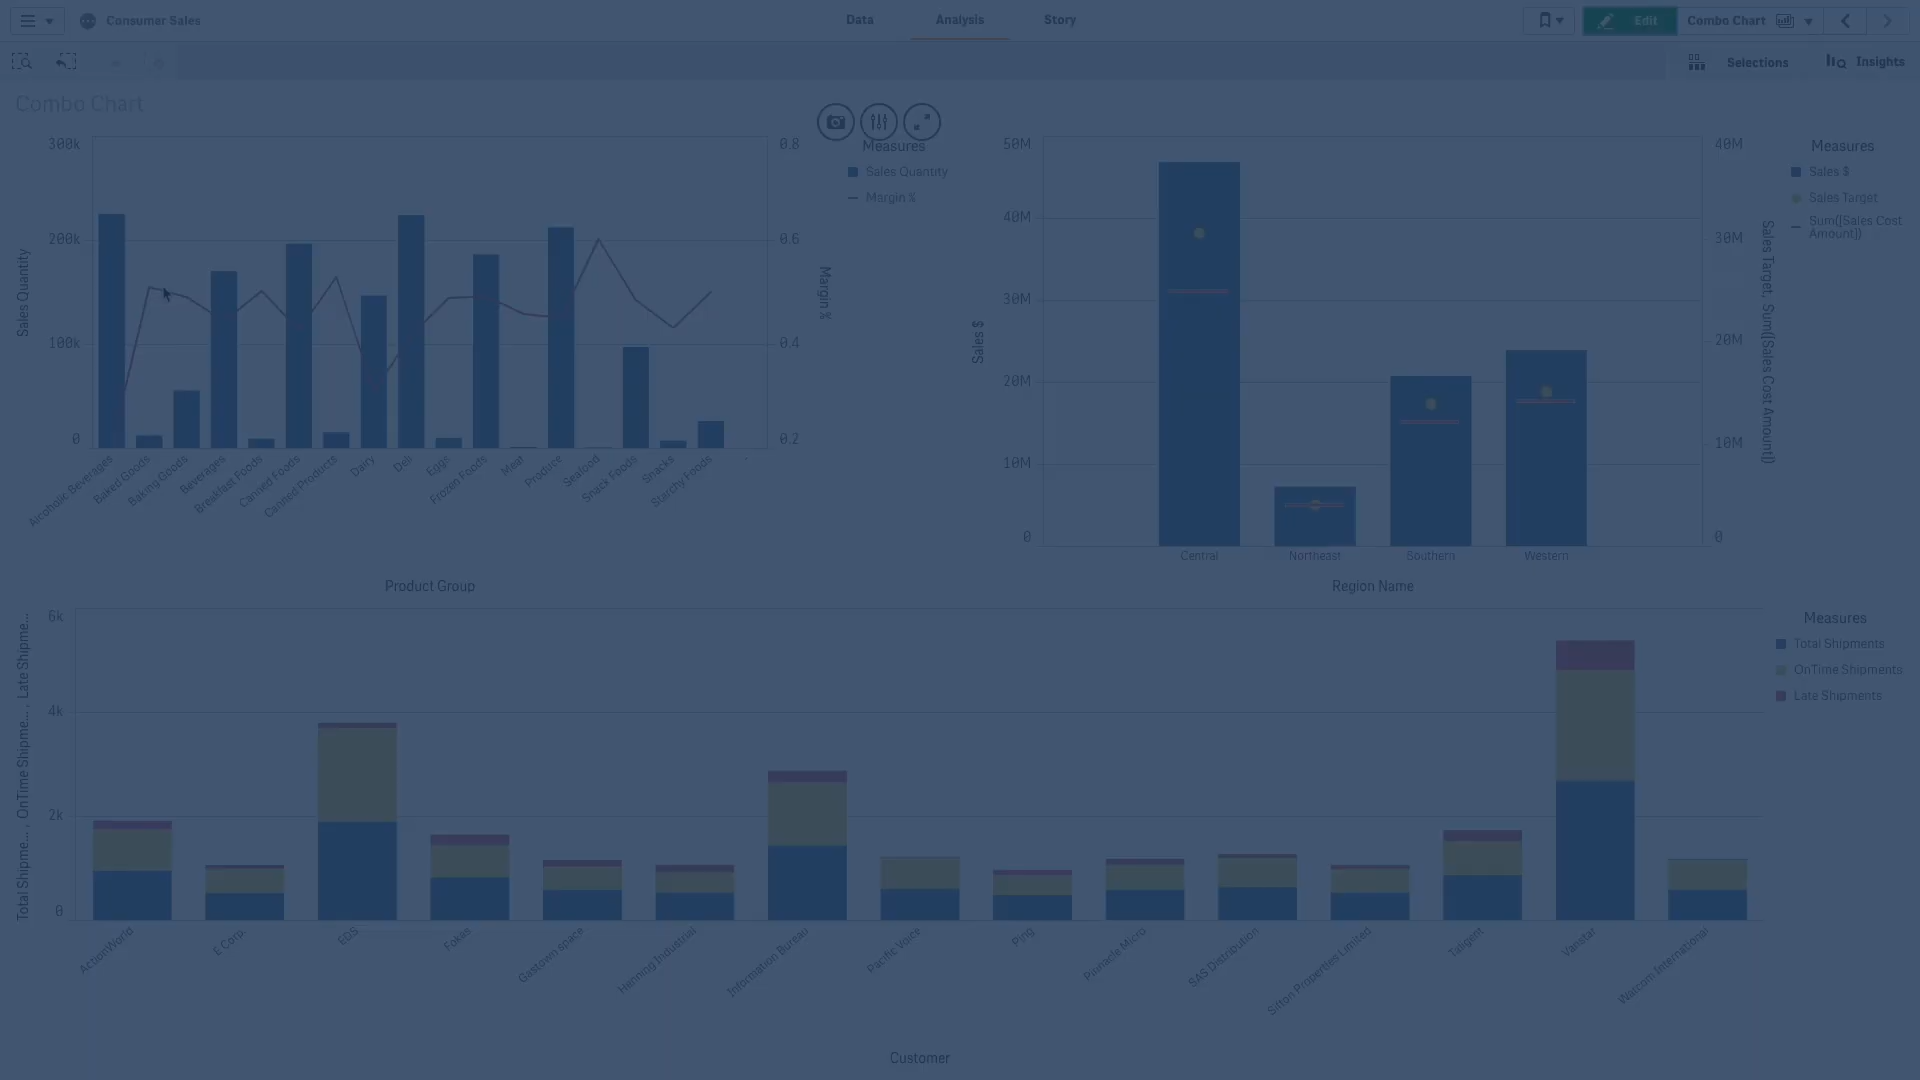 Consumer Sales
Data
Analysis
Story
Edit
Combo Chart
Selections
Insights
Combo Chart
300k
200k
100k
0
Sales Quantity
0.8
0.6
0.4
0.2
Margin %
Measures
Sales Quantity
Margin %
Alcoholic Beverages
Baked Goods
Baking Goods
Beverages
Breakfast Foods
Canned Foods
Canned Products
Dairy
Deli
Eggs
Frozen Foods
Meat
Produce
Seafood
Snack Foods
Snacks
Starchy Foods
Product Group
50M
40M
30M
20M
10M
0
Sales $
40M
30M
20M
10M
0
Sales Target, Sum([Sales Cost Amount])
Measures
Sales $
Sales Target
Sum([Sales Cost
Amount])
Central
Northeast
Southern
Western
Region Name
6k
4k
2k
0
Total Shipme... , OnTime Shipme... , Late Shipme...
Measures
Total Shipments
OnTime Shipments
Late Shipments
ActionWorld
E Corp.
EDS
Fokas
Gastown space
Henning Industrial
Information Bureau
Pacific Voice
Ping
Pinnacle Micro
SAS Distribution
Sifton Properties Limited
Tangent
Vanstar
Walcom International
Customer